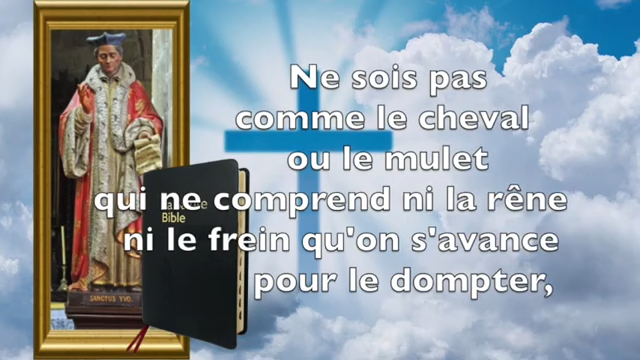 Ne sois pas
comme le cheval
ou le mulet
qui ne comprend ni la rêne
ni le frein qu'on s'avance
pour le dompter,
Bible
SANCTUS YVO.